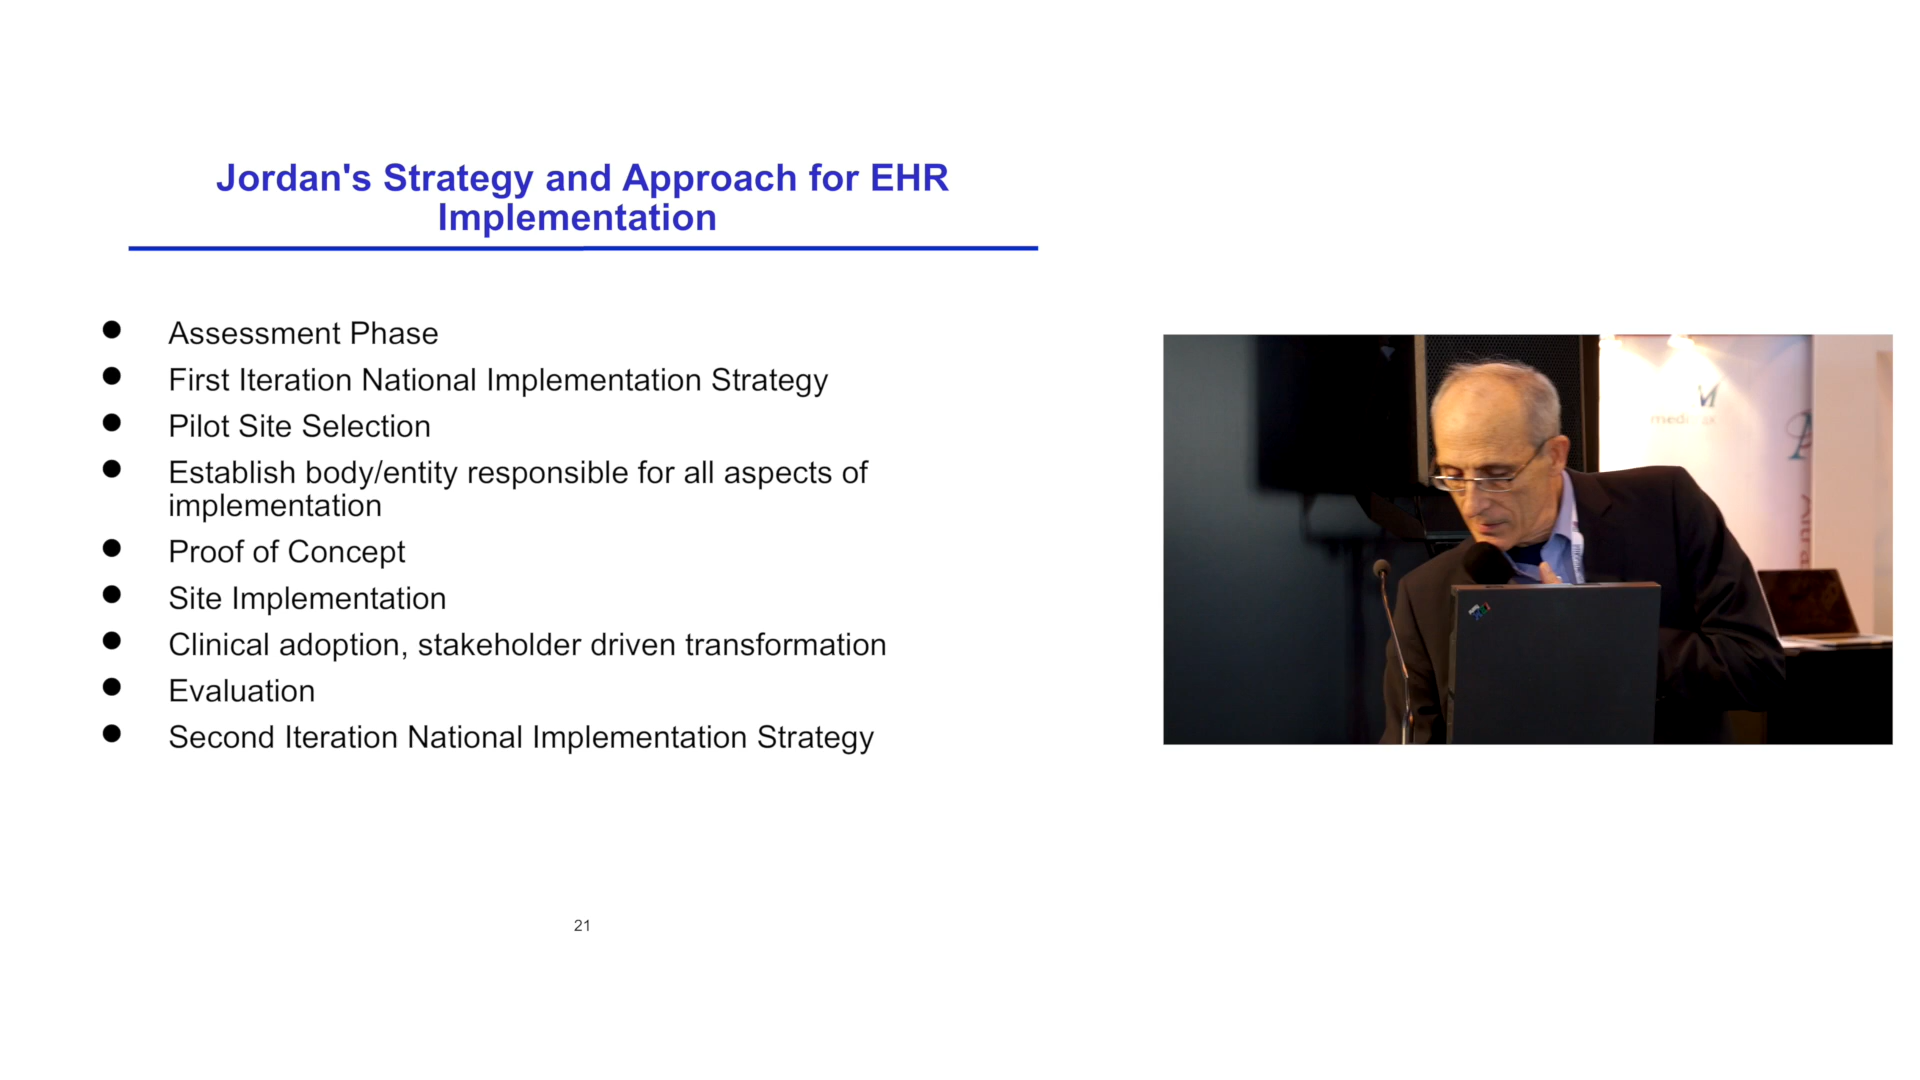 Jordan's Strategy and Approach for EHR
Implementation
Assessment Phase
First Iteration National Implementation Strategy
Pilot Site Selection
Establish body/entity responsible for all aspects of
implementation
Proof of Concept
Site Implementation
Clinical adoption, stakeholder driven transformation
Evaluation
Second Iteration National Implementation Strategy
21